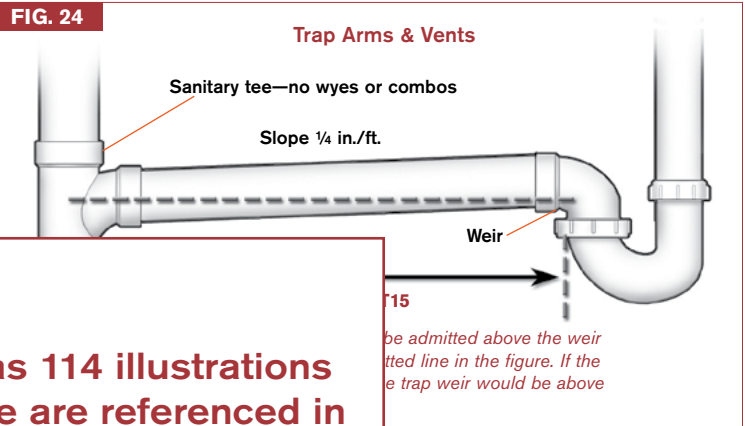 FIG. 24
Trap Arms & Vents
Sanitary tee—no wyes or combos
Slope ¼ in./ft.
Weir
T15
be admitted above the weir
tted line in the figure. If the
e trap weir would be above
as 114 illustrations
e are referenced in